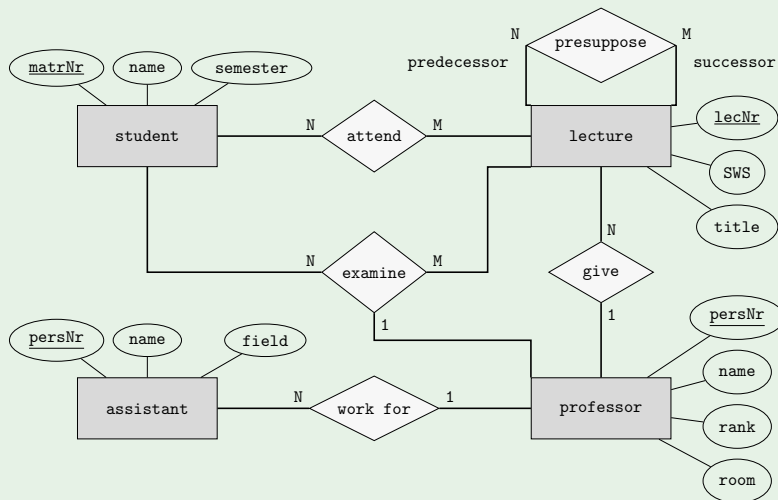 N
presuppose
M
predecessor
successor
matrNr
name
semester
student
N
attend
M
lecture
lecNr
SWS
title
N
examine
M
1
N
give
1
persNr
name
field
assistant
N
work for
1
professor
persNr
name
rank
room